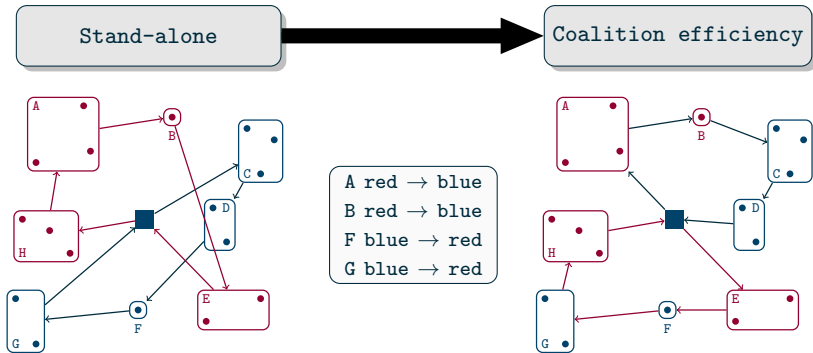 Stand-alone
Coalition efficiency
A
B
C
D
H
E
F
G
A red → blue
B red → blue
F blue → red
G blue → red
A
B
C
D
H
E
F
G